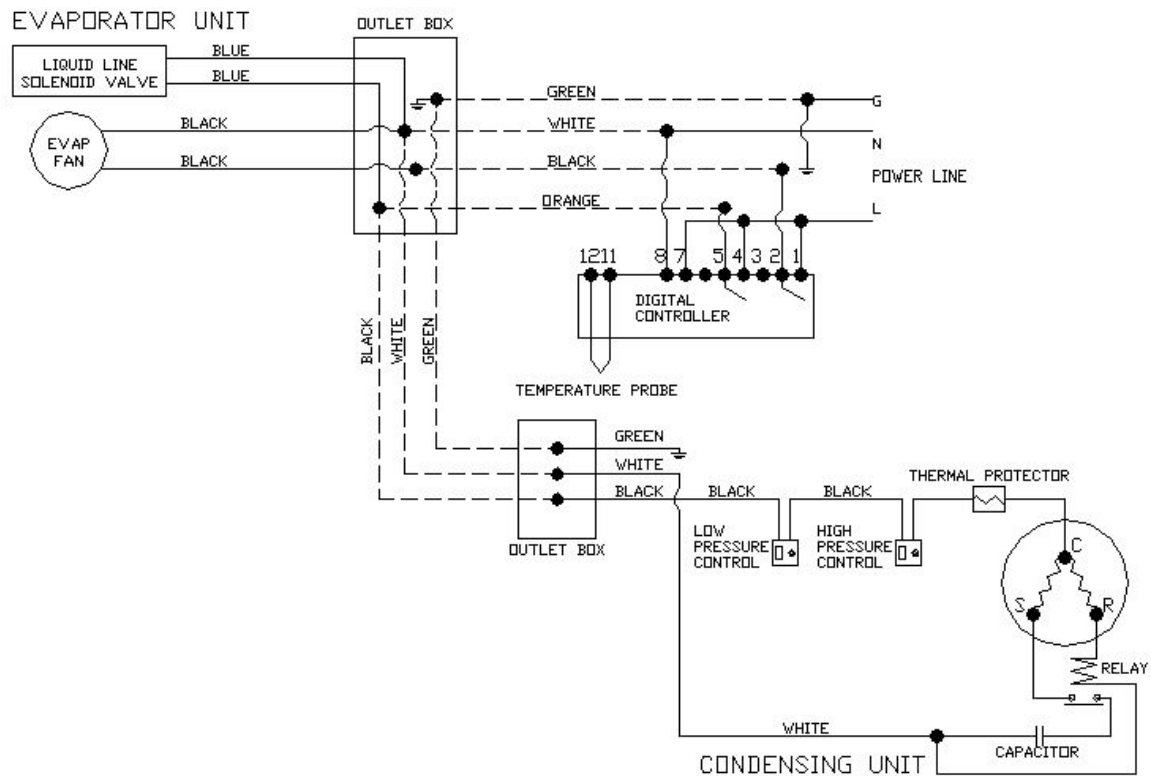 EVAPORATOR UNIT
OUTLET BOX
LIQUID LINE
SOLENOID VALVE
BLUE
BLUE
EVAP
FAN
BLACK
BLACK
GREEN
WHITE
BLACK
ORANGE
G
N
POWER LINE
L
12 11 8 7 5 4 3 2 1
DIGITAL
CONTROLLER
TEMPERATURE PROBE
BLACK
WHITE
GREEN
OUTLET BOX
GREEN
WHITE
BLACK
BLACK
BLACK
LOW
PRESSURE
CONTROL
HIGH
PRESSURE
CONTROL
THERMAL PROTECTOR
C
S
R
RELAY
WHITE
CAPACITOR
CONDENSING UNIT